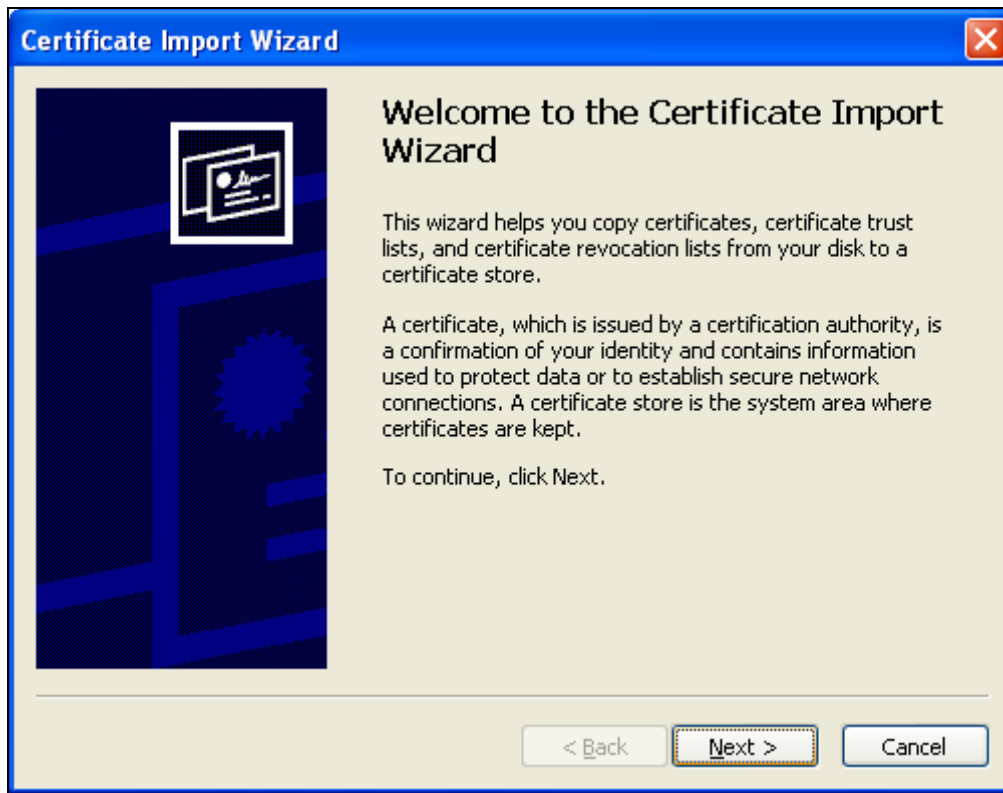 Certificate Import Wizard
Welcome to the Certificate Import
Wizard
This wizard helps you copy certificates, certificate trust
lists, and certificate revocation lists from your disk to a
certificate store.
A certificate, which is issued by a certification authority, is
a confirmation of your identity and contains information
used to protect data or to establish secure network
connections. A certificate store is the system area where
certificates are kept.
To continue, click Next.
< Back
Next >
Cancel